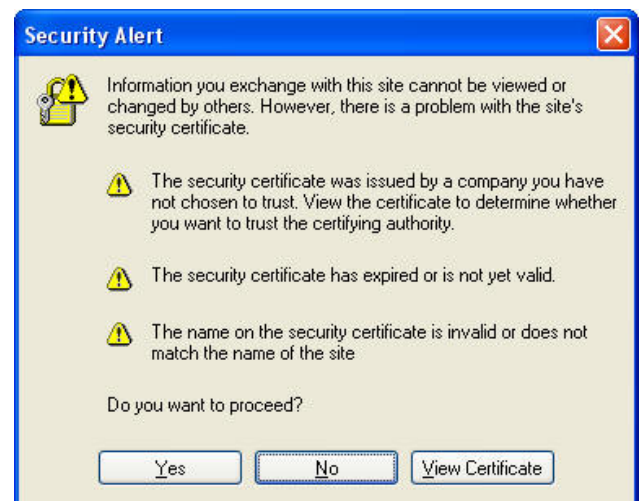 Security Alert
Information you exchange with this site cannot be viewed or
changed by others. However, there is a problem with the site's
security certificate.
The security certificate was issued by a company you have
not chosen to trust. View the certificate to determine whether
you want to trust the certifying authority.
The security certificate has expired or is not yet valid.
The name on the security certificate is invalid or does not
match the name of the site
Do you want to proceed?
Yes No View Certificate